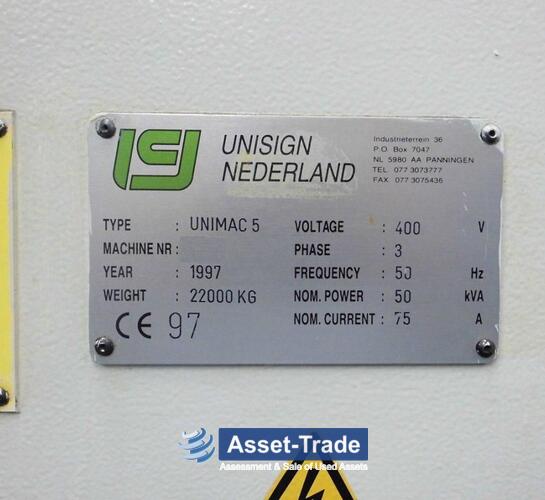 UNISIGN
NEDERLAND
Industrieterrein 36
P.O. Box 7047
NL 5980 AA PANNINGEN
TEL 077 3073777
FAX 077 3075436
TYPE : UNIMAC 5
MACHINE NR :
YEAR : 1997
WEIGHT : 22000 KG
CE 97
VOLTAGE : 400 V
PHASE : 3
FREQUENCY : 50 Hz
NOM. POWER : 50 kVA
NOM. CURRENT : 75 A
Asset-Trade
Assessment & Sale of Used Assets